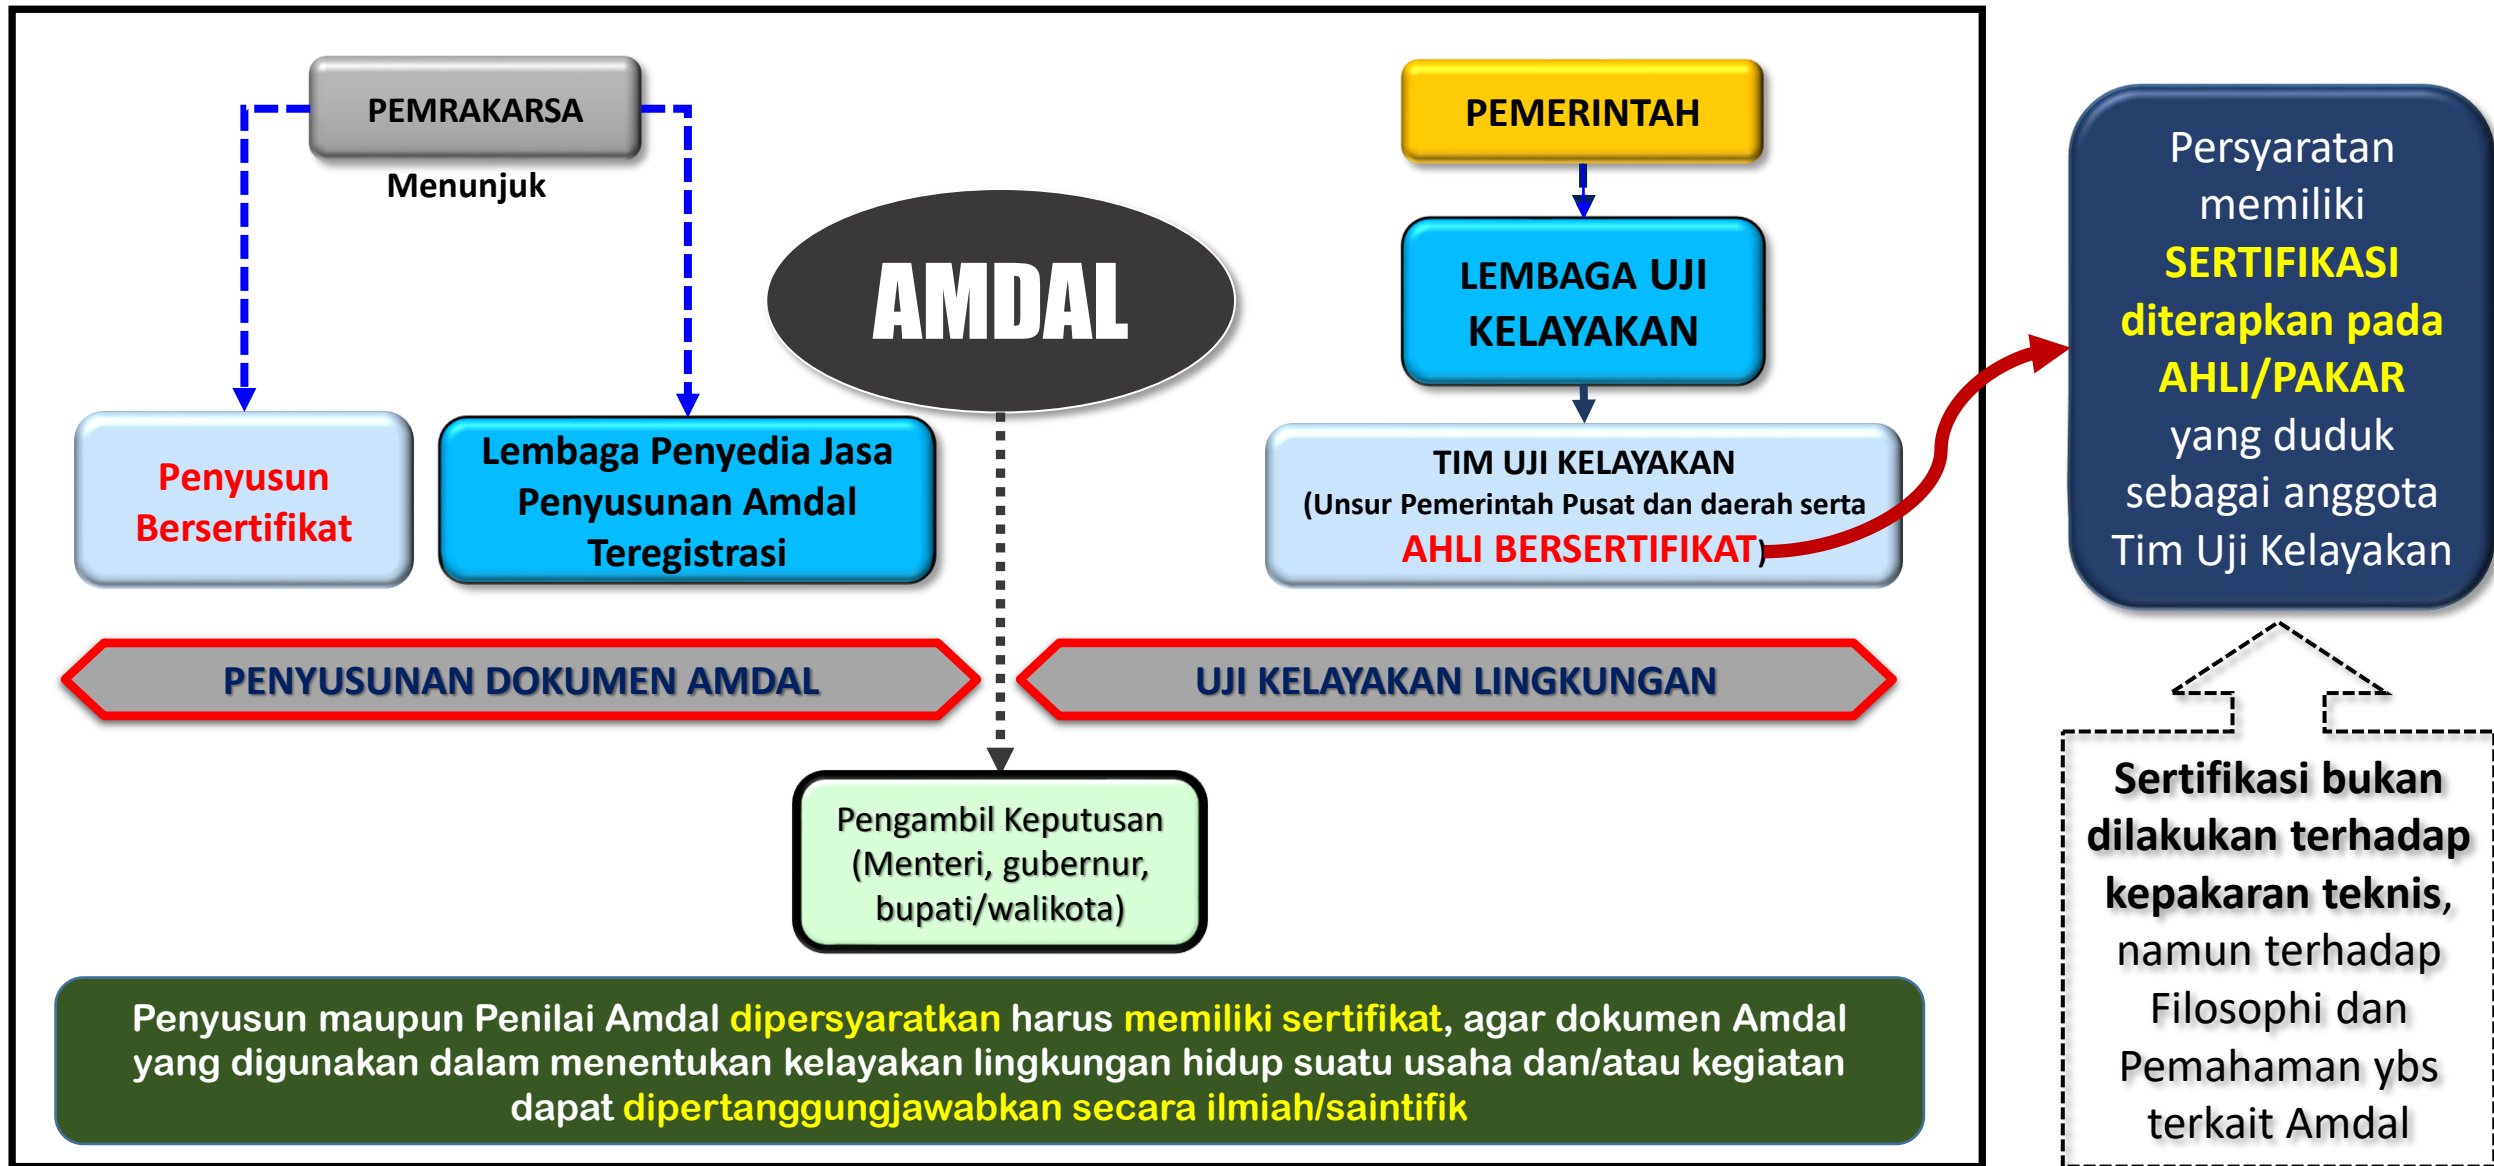 PEMRAKARSA
Menunjuk
Penyusun
Bersertifikat
Lembaga Penyedia Jasa
Penyusunan Amdal
Teregistrasi
AMDAL
PEMERINTAH
LEMBAGA UJI
KELAYAKAN
TIM UJI KELAYAKAN
(Unsur Pemerintah Pusat dan daerah serta
AHLI BERSERTIFIKAT)
PENYUSUNAN DOKUMEN AMDAL
UJI KELAYAKAN LINGKUNGAN
Pengambil Keputusan
(Menteri, gubernur,
bupati/walikota)
Penyusun maupun Penilai Amdal dipersyaratkan harus memiliki sertifikat, agar dokumen Amdal
yang digunakan dalam menentukan kelayakan lingkungan hidup suatu usaha dan/atau kegiatan
dapat dipertanggungjawabkan secara ilmiah/saintifik
Persyaratan
memiliki
SERTIFIKASI
diterapkan pada
AHLI/PAKAR
yang duduk
sebagai anggota
Tim Uji Kelayakan
Sertifikasi bukan
dilakukan terhadap
kepakaran teknis,
namun terhadap
Filosophi dan
Pemahaman ybs
terkait Amdal